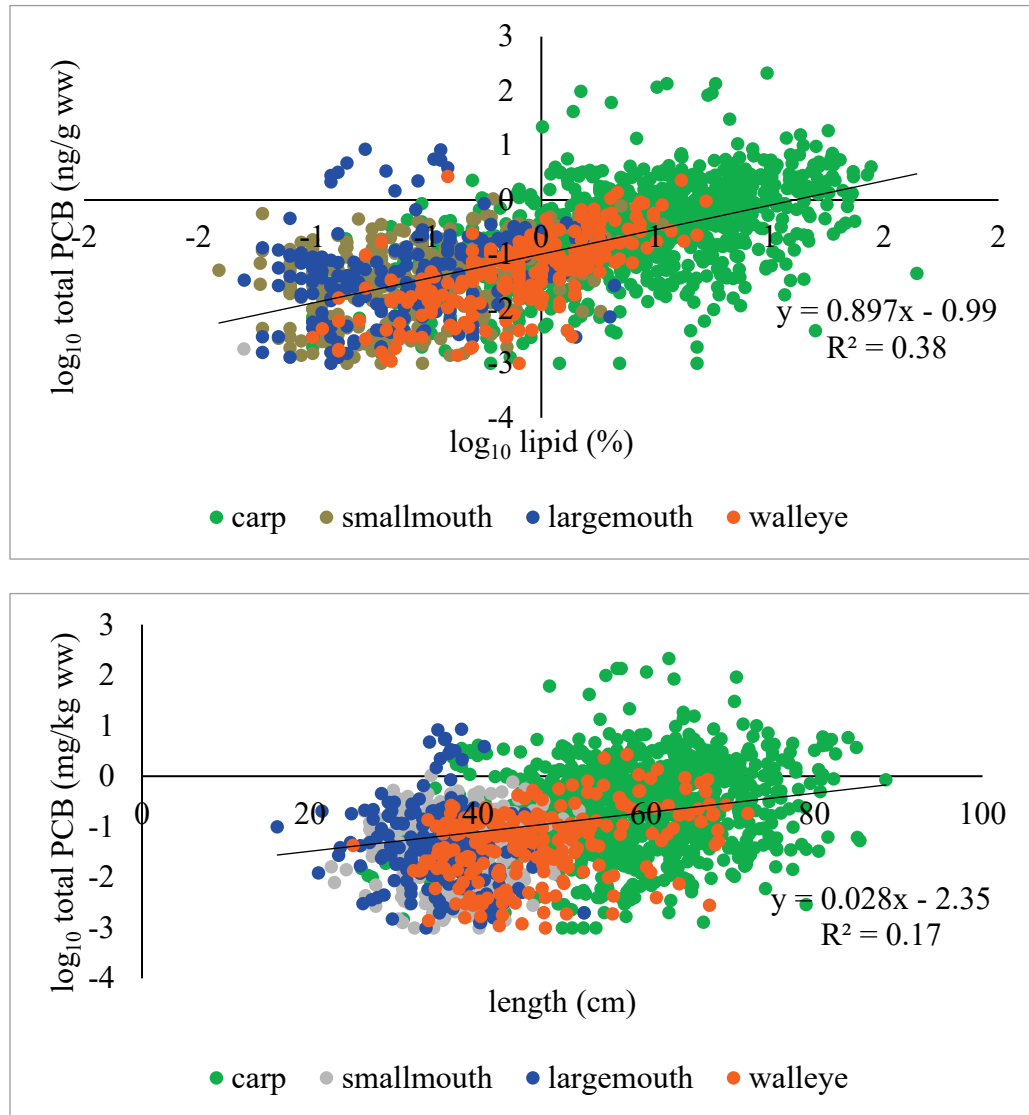 log₁₀ total PCB (ng/g ww)
3
2
1
0
-1
-2
-3
-4
-2 -2 -1 -1 0 1 1 2 2
y = 0.897x - 0.99
R² = 0.38
log₁₀ lipid (%)
carp smallmouth largemouth walleye
log₁₀ total PCB (mg/kg ww)
3
2
1
0
-1
-2
-3
-4
0 20 40 60 80 100
y = 0.028x - 2.35
R² = 0.17
length (cm)
carp smallmouth largemouth walleye